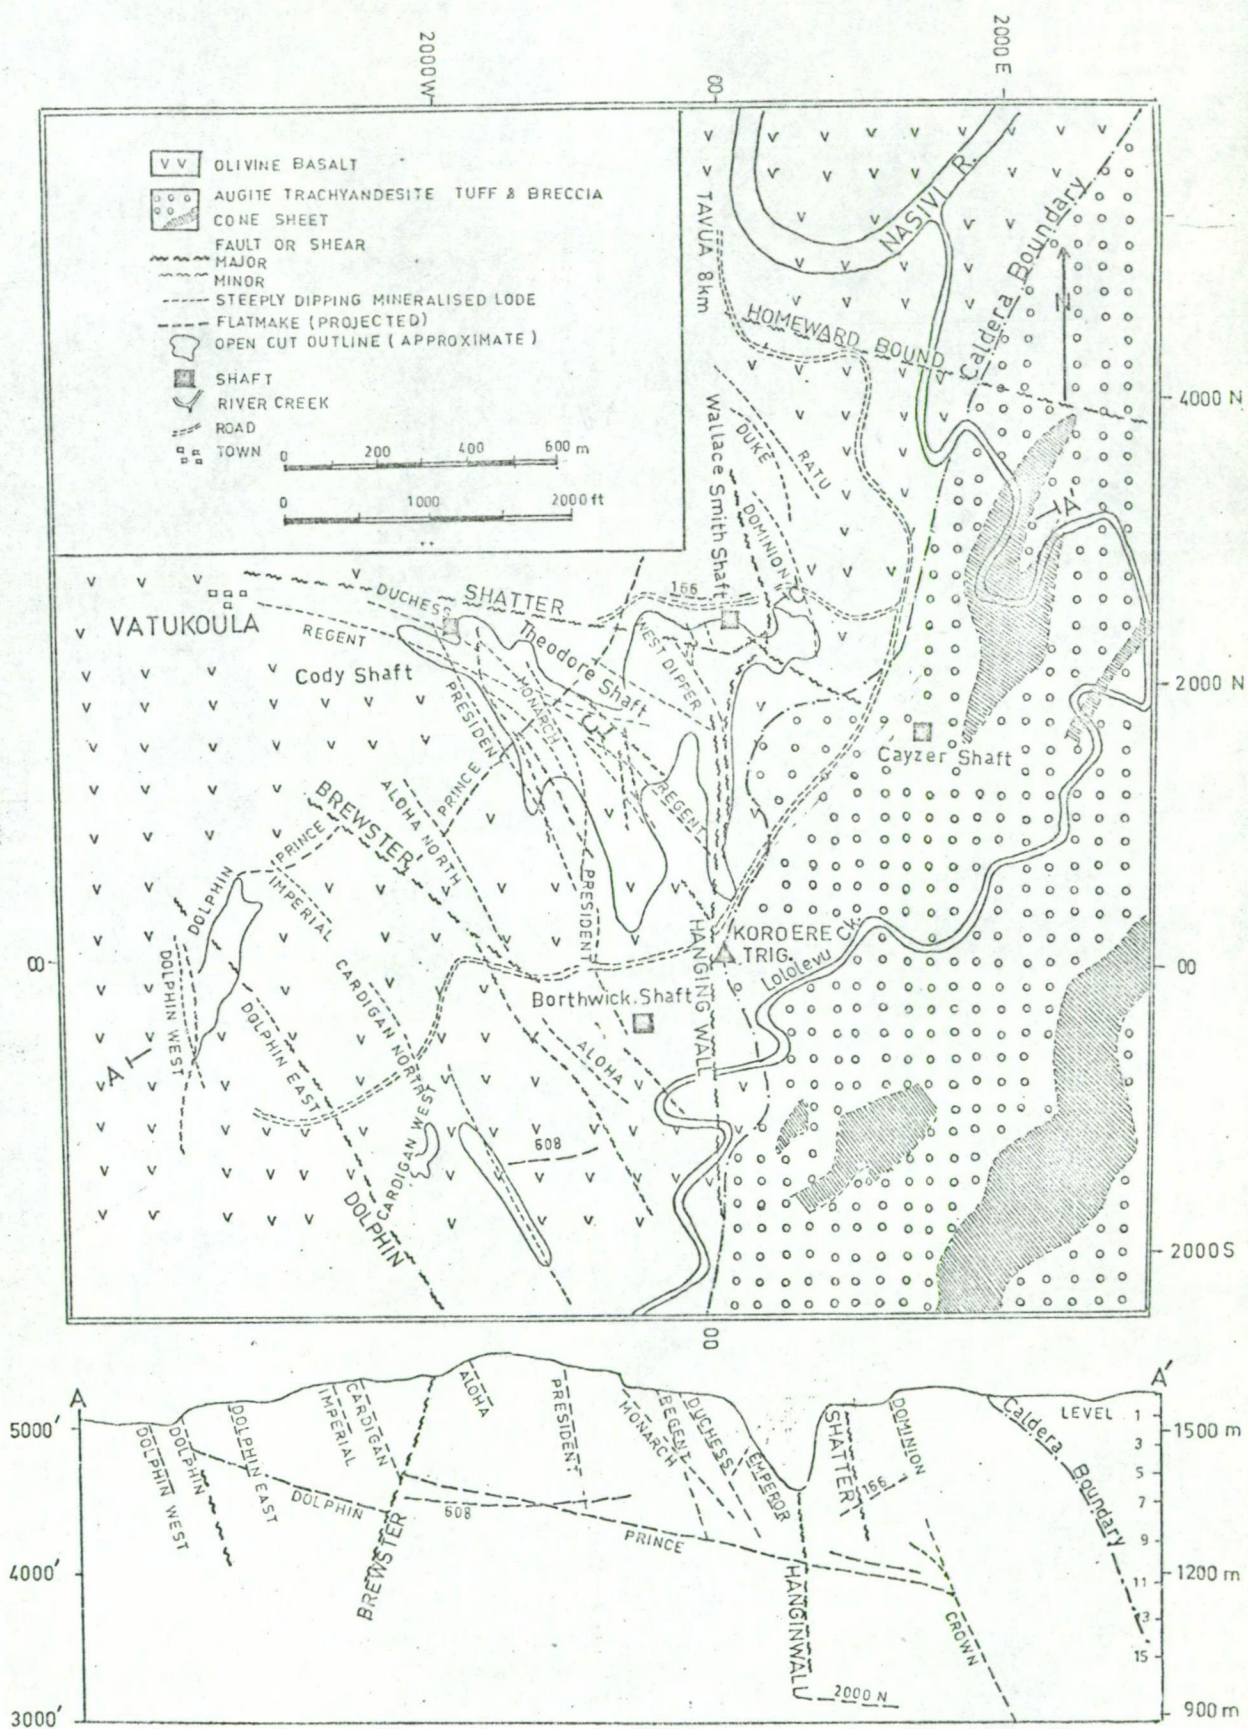 2000W
00
2000 E
V V OLIVINE BASALT
AUGITE TRACHYANDESITE TUFF & BRECCIA
CONE SHEET
FAULT OR SHEAR
MAJOR
MINOR
STEEPLY DIPPING MINERALISED LODE
FLATMAKE (PROJECTED)
OPEN CUT OUTLINE (APPROXIMATE)
SHAFT
RIVER CREEK
ROAD
TOWN
0 200 400 600 m
0 1000 2000 ft
TAVUA 8km
NASIVI R.
Caldera Boundary
N
HOMEWARD BOUND
4000 N
Wallace Smith Shaft
DUKE
RATU
DOMINION
A'
166
SHATTER
DUCHESS
VATUKOULA
REGENT
Theodore Shaft
WEST DIPPER
Cody Shaft
2000 N
MONARCH
PRESIDENT
Cayzer Shaft
PRINCE
ALOHA NORTH
BREWSTER
REGENT
PRINCE
DOLPHIN
IMPERIAL
PRESIDENT
HANGING WALL
KOROERE
TRIG.
Lololevu Ck.
00
00
DOLPHIN WEST
CARDIGAN NORTH
Borthwick.Shaft
DOLPHIN EAST
ALOHA
A
CARDIGAN WEST
608
DOLPHIN
2000S
00
A
A'
5000'
4000'
3000'
DOLPHIN WEST
DOLPHIN
DOLPHIN EAST
IMPERIAL
CARDIGAN
ALOHA
PRESIDENT
MONARCH
REGENT
DUCHESS
EMPEROR
SHATTER
DOMINION
Caldera Boundary
LEVEL
1
3
5
7
9
11
13
15
1500 m
1200 m
900 m
DOLPHIN
608
BREWSTER
PRINCE
166
HANGINWALL
CROWN
2000 N